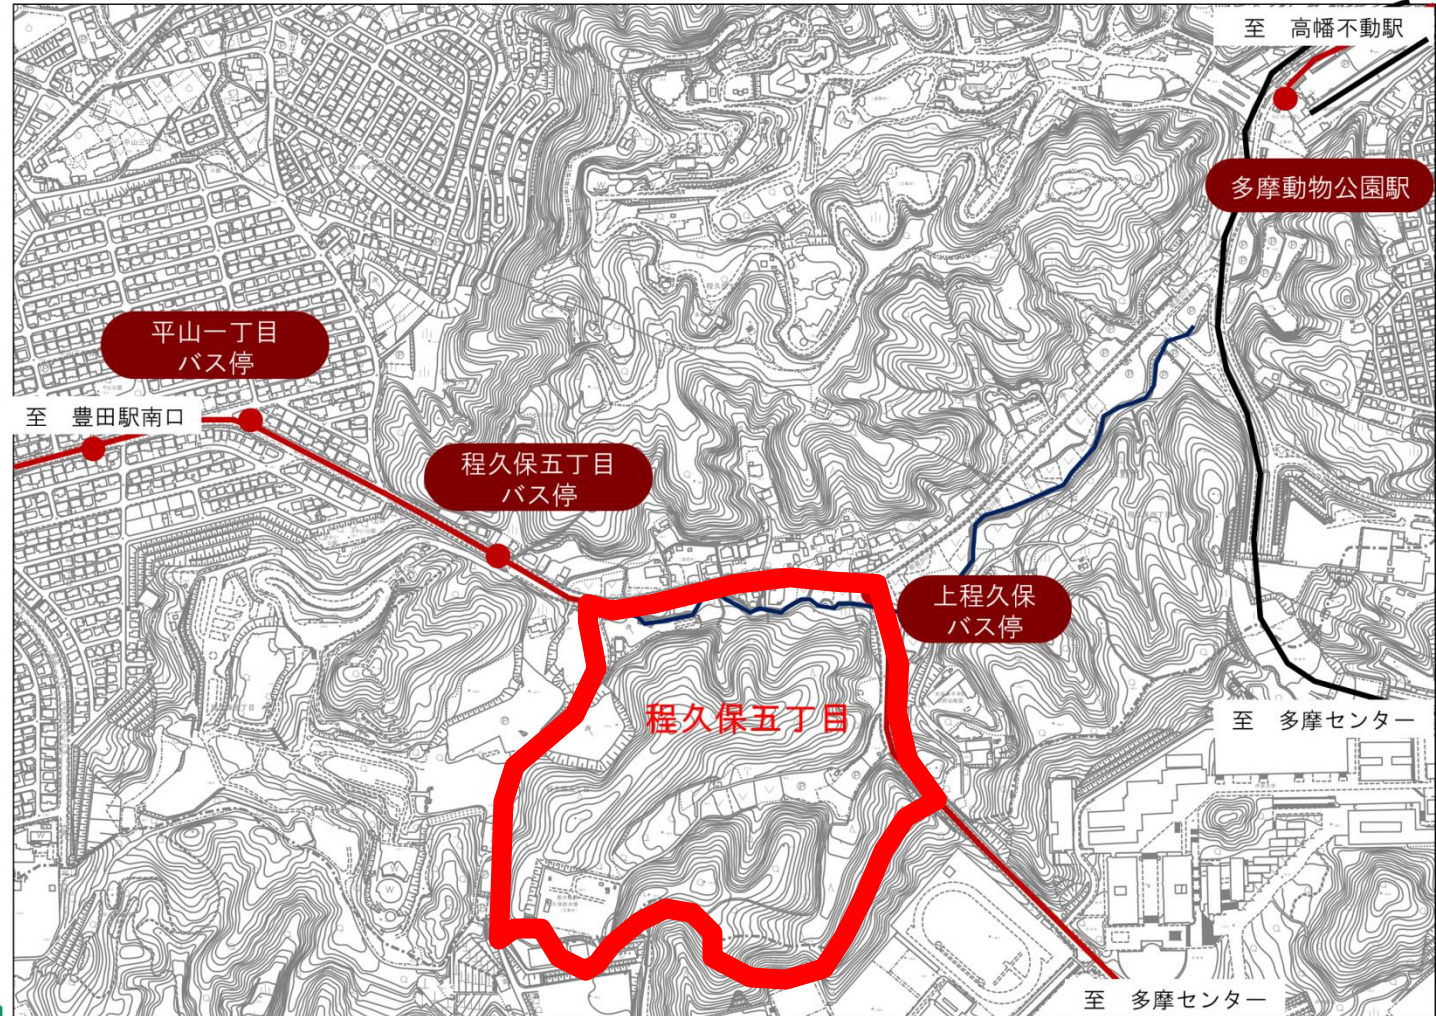 至　高幡不動駅
多摩動物公園駅
平山一丁目
バス停
至　豊田駅南口
程久保五丁目
バス停
上程久保
バス停
程久保五丁目
至　多摩センター
至　多摩センター